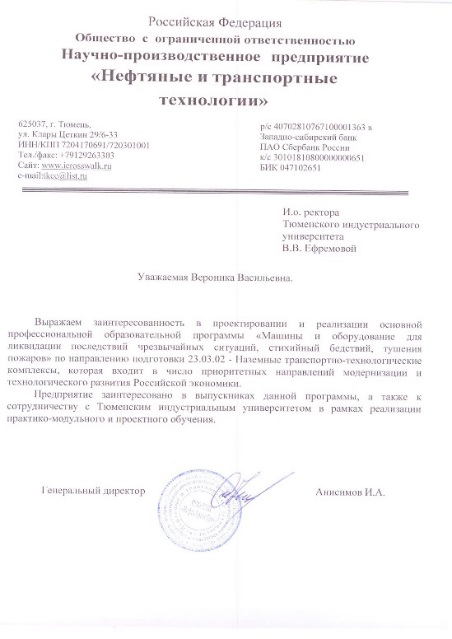 Российская Федерация
Общество с ограниченной ответственностью
Научно-производственное предприятие
«Нефтяные и транспортные
технологии»
625037, г. Тюмень,
ул. Клары Цеткин 29/6-33
ИНН/КПП 7204170691/720301001
Тел./факс: +79129263303
Сайт: www.icrosswalk.ru
e-mail:tkcc@list.ru
р/с 40702810767100001363 в
Западно-сибирский банк
ПАО Сбербанк России
к/с 30101810800000000651
БИК 047102651
И.о. ректора
Тюменского индустриального
университета
В.В. Ефремовой
Уважаемая Вероника Васильевна.
Выражаем заинтересованность в проектировании и реализация основной
профессиональной образовательной программы «Машины и оборудование для
ликвидации последствий чрезвычайных ситуаций, стихийный бедствий, тушения
пожаров» по направлению подготовки 23.03.02 - Наземные транспортно-технологические
комплексы, которая входит в число приоритетных направлений модернизации и
технологического развития Российской экономики.
Предприятие заинтересовано в выпускниках данной программы, а также к
сотрудничеству с Тюменским индустриальным университетом в рамках реализации
практико-модульного и проектного обучения.
Генеральный директор
Анисимов И.А.